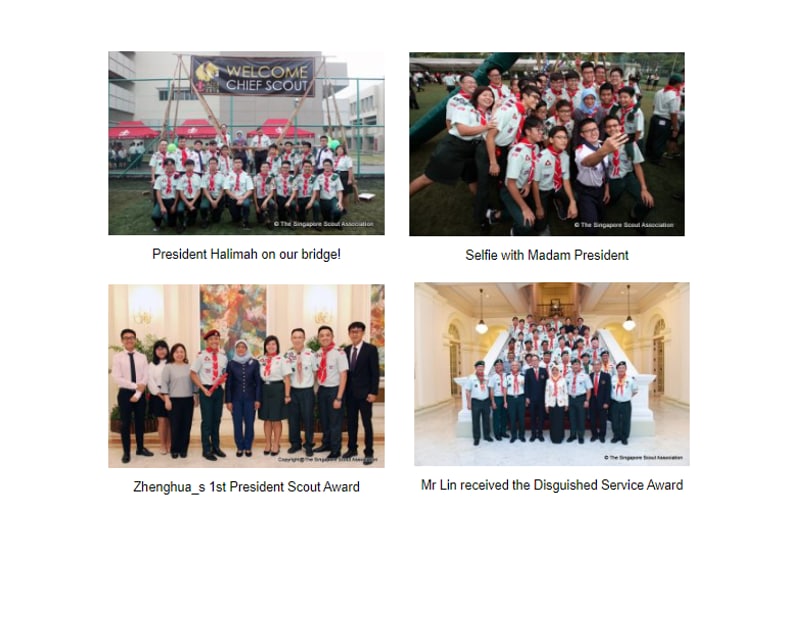 WELCOME
CHIEF SCOUT
© The Singapore Scout Association
© The Singapore Scout Association
President Halimah on our bridge!
Selfie with Madam President
Copyright© The Singapore Scout Association
© The Singapore Scout Association
Zhenghua_s 1st President Scout Award
Mr Lin received the Disguished Service Award